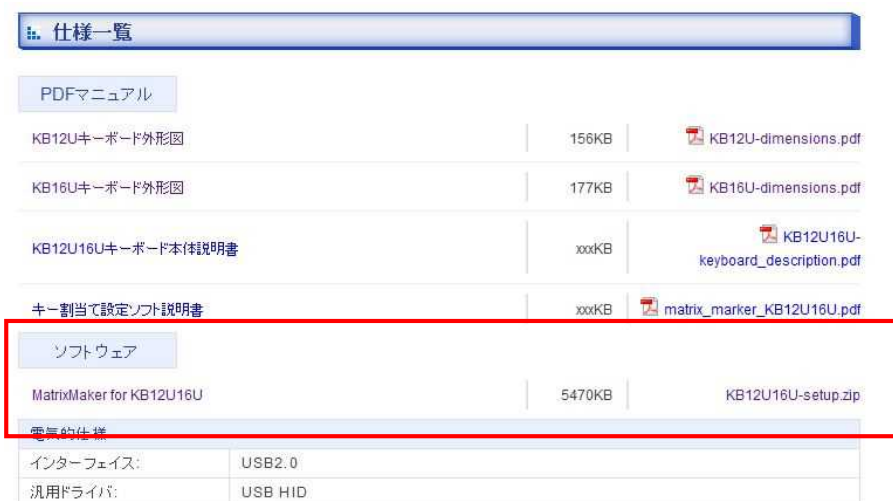 仕様一覧
PDFマニュアル
KB12Uキーボード外形図 156KB KB12U-dimensions.pdf
KB16Uキーボード外形図 177KB KB16U-dimensions.pdf
KB12U16Uキーボード本体説明書 xxxKB KB12U16U-
keyboard_description.pdf
キー割当て設定ソフト説明書 xxxKB matrix_marker_KB12U16U.pdf
ソフトウェア
MatrixMaker for KB12U16U 5470KB KB12U16U-setup.zip
電気的仕様
インターフェイス: USB2.0
汎用ドライバ: USB HID